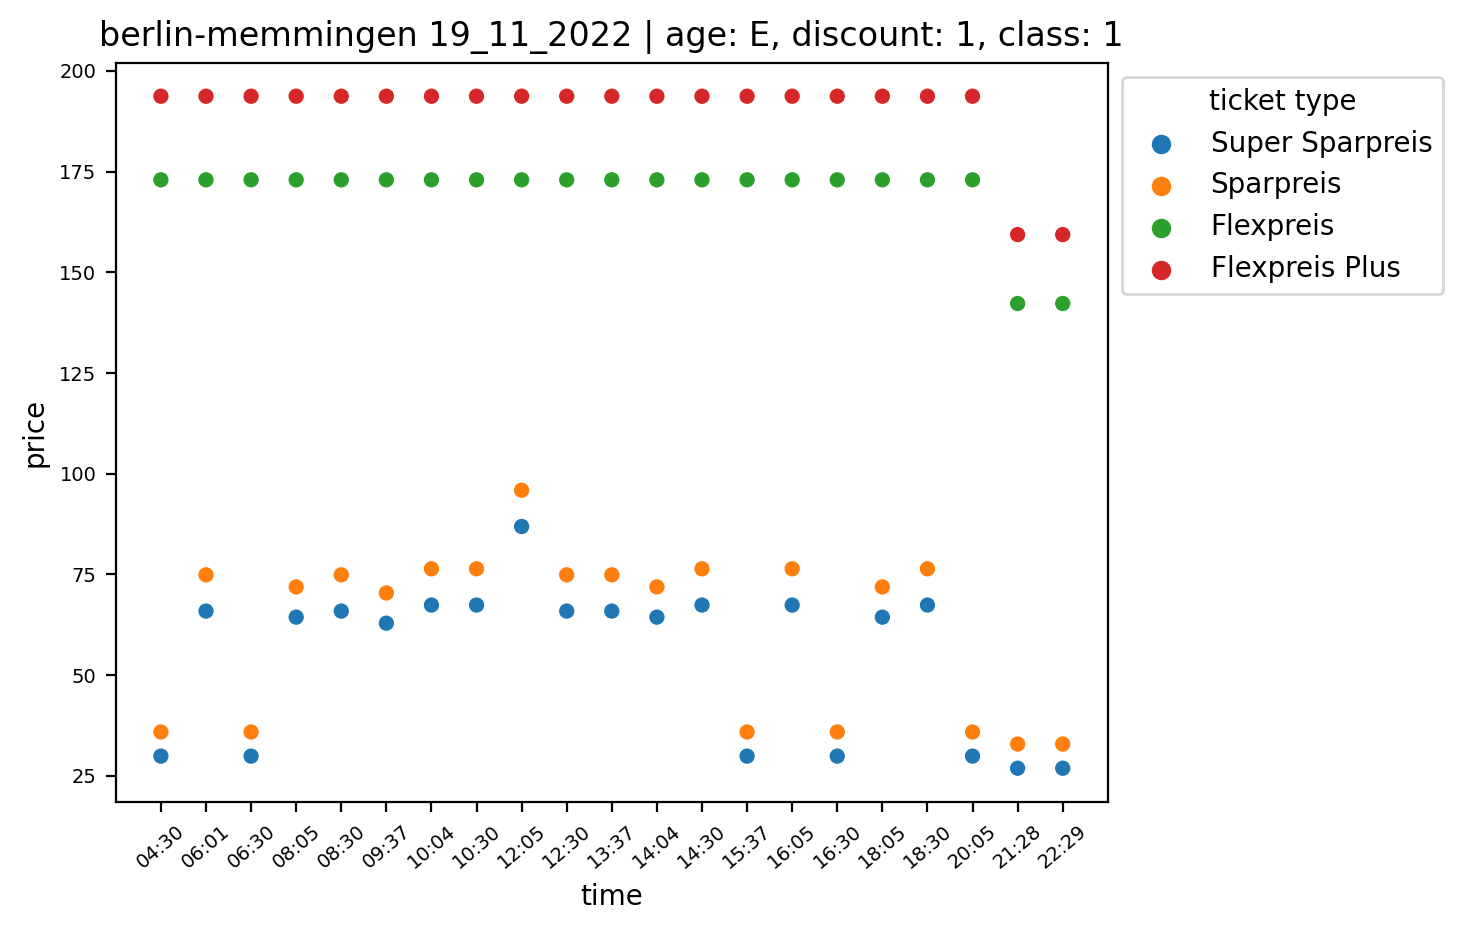 berlin-memmingen 19_11_2022 | age: E, discount: 1, class: 1
ticket type
Super Sparpreis
Sparpreis
Flexpreis
Flexpreis Plus
price
200
175
150
125
100
75
50
25
04:30 06:01 06:30 08:05 08:30 09:37 10:04 10:30 12:05 12:30 13:37 14:04 14:30 15:37 16:05 16:30 18:05 18:30 20:05 21:28 22:29
time